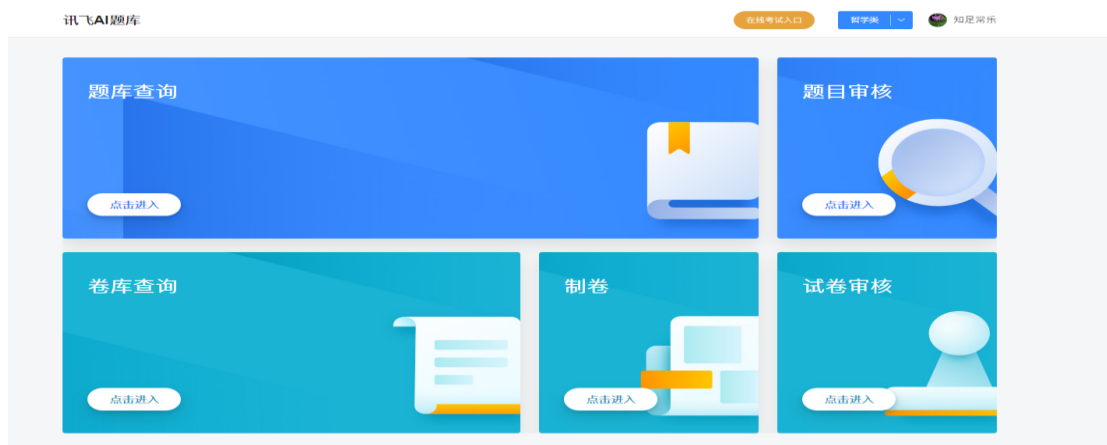 讯飞AI题库
在线考试入口
哲学类
知足常乐
题库查询
点击进入
题目审核
点击进入
卷库查询
点击进入
制卷
点击进入
试卷审核
点击进入